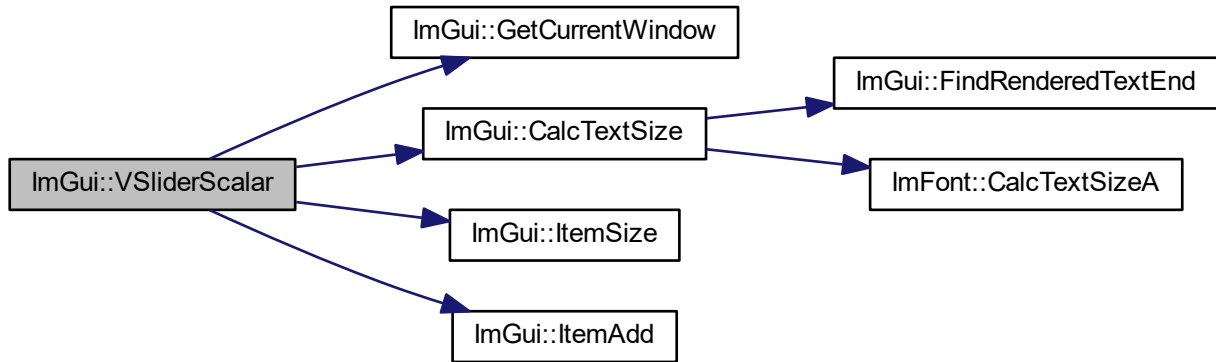 ImGui::VSliderScalar
ImGui::GetCurrentWindow
ImGui::CalcTextSize
ImGui::ItemSize
ImGui::ItemAdd
ImGui::FindRenderedTextEnd
ImFont::CalcTextSizeA